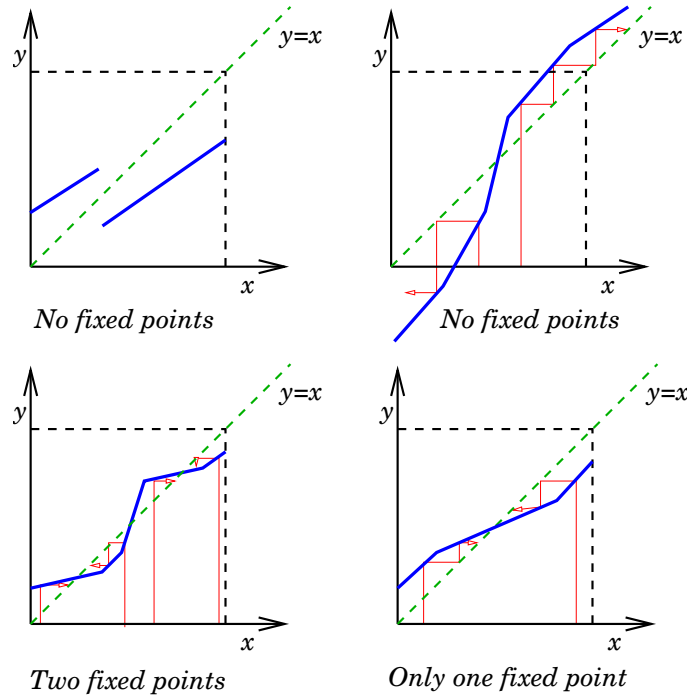 y
y=x
x
No fixed points
y
y=x
x
No fixed points
y
y=x
x
Two fixed points
y
y=x
x
Only one fixed point